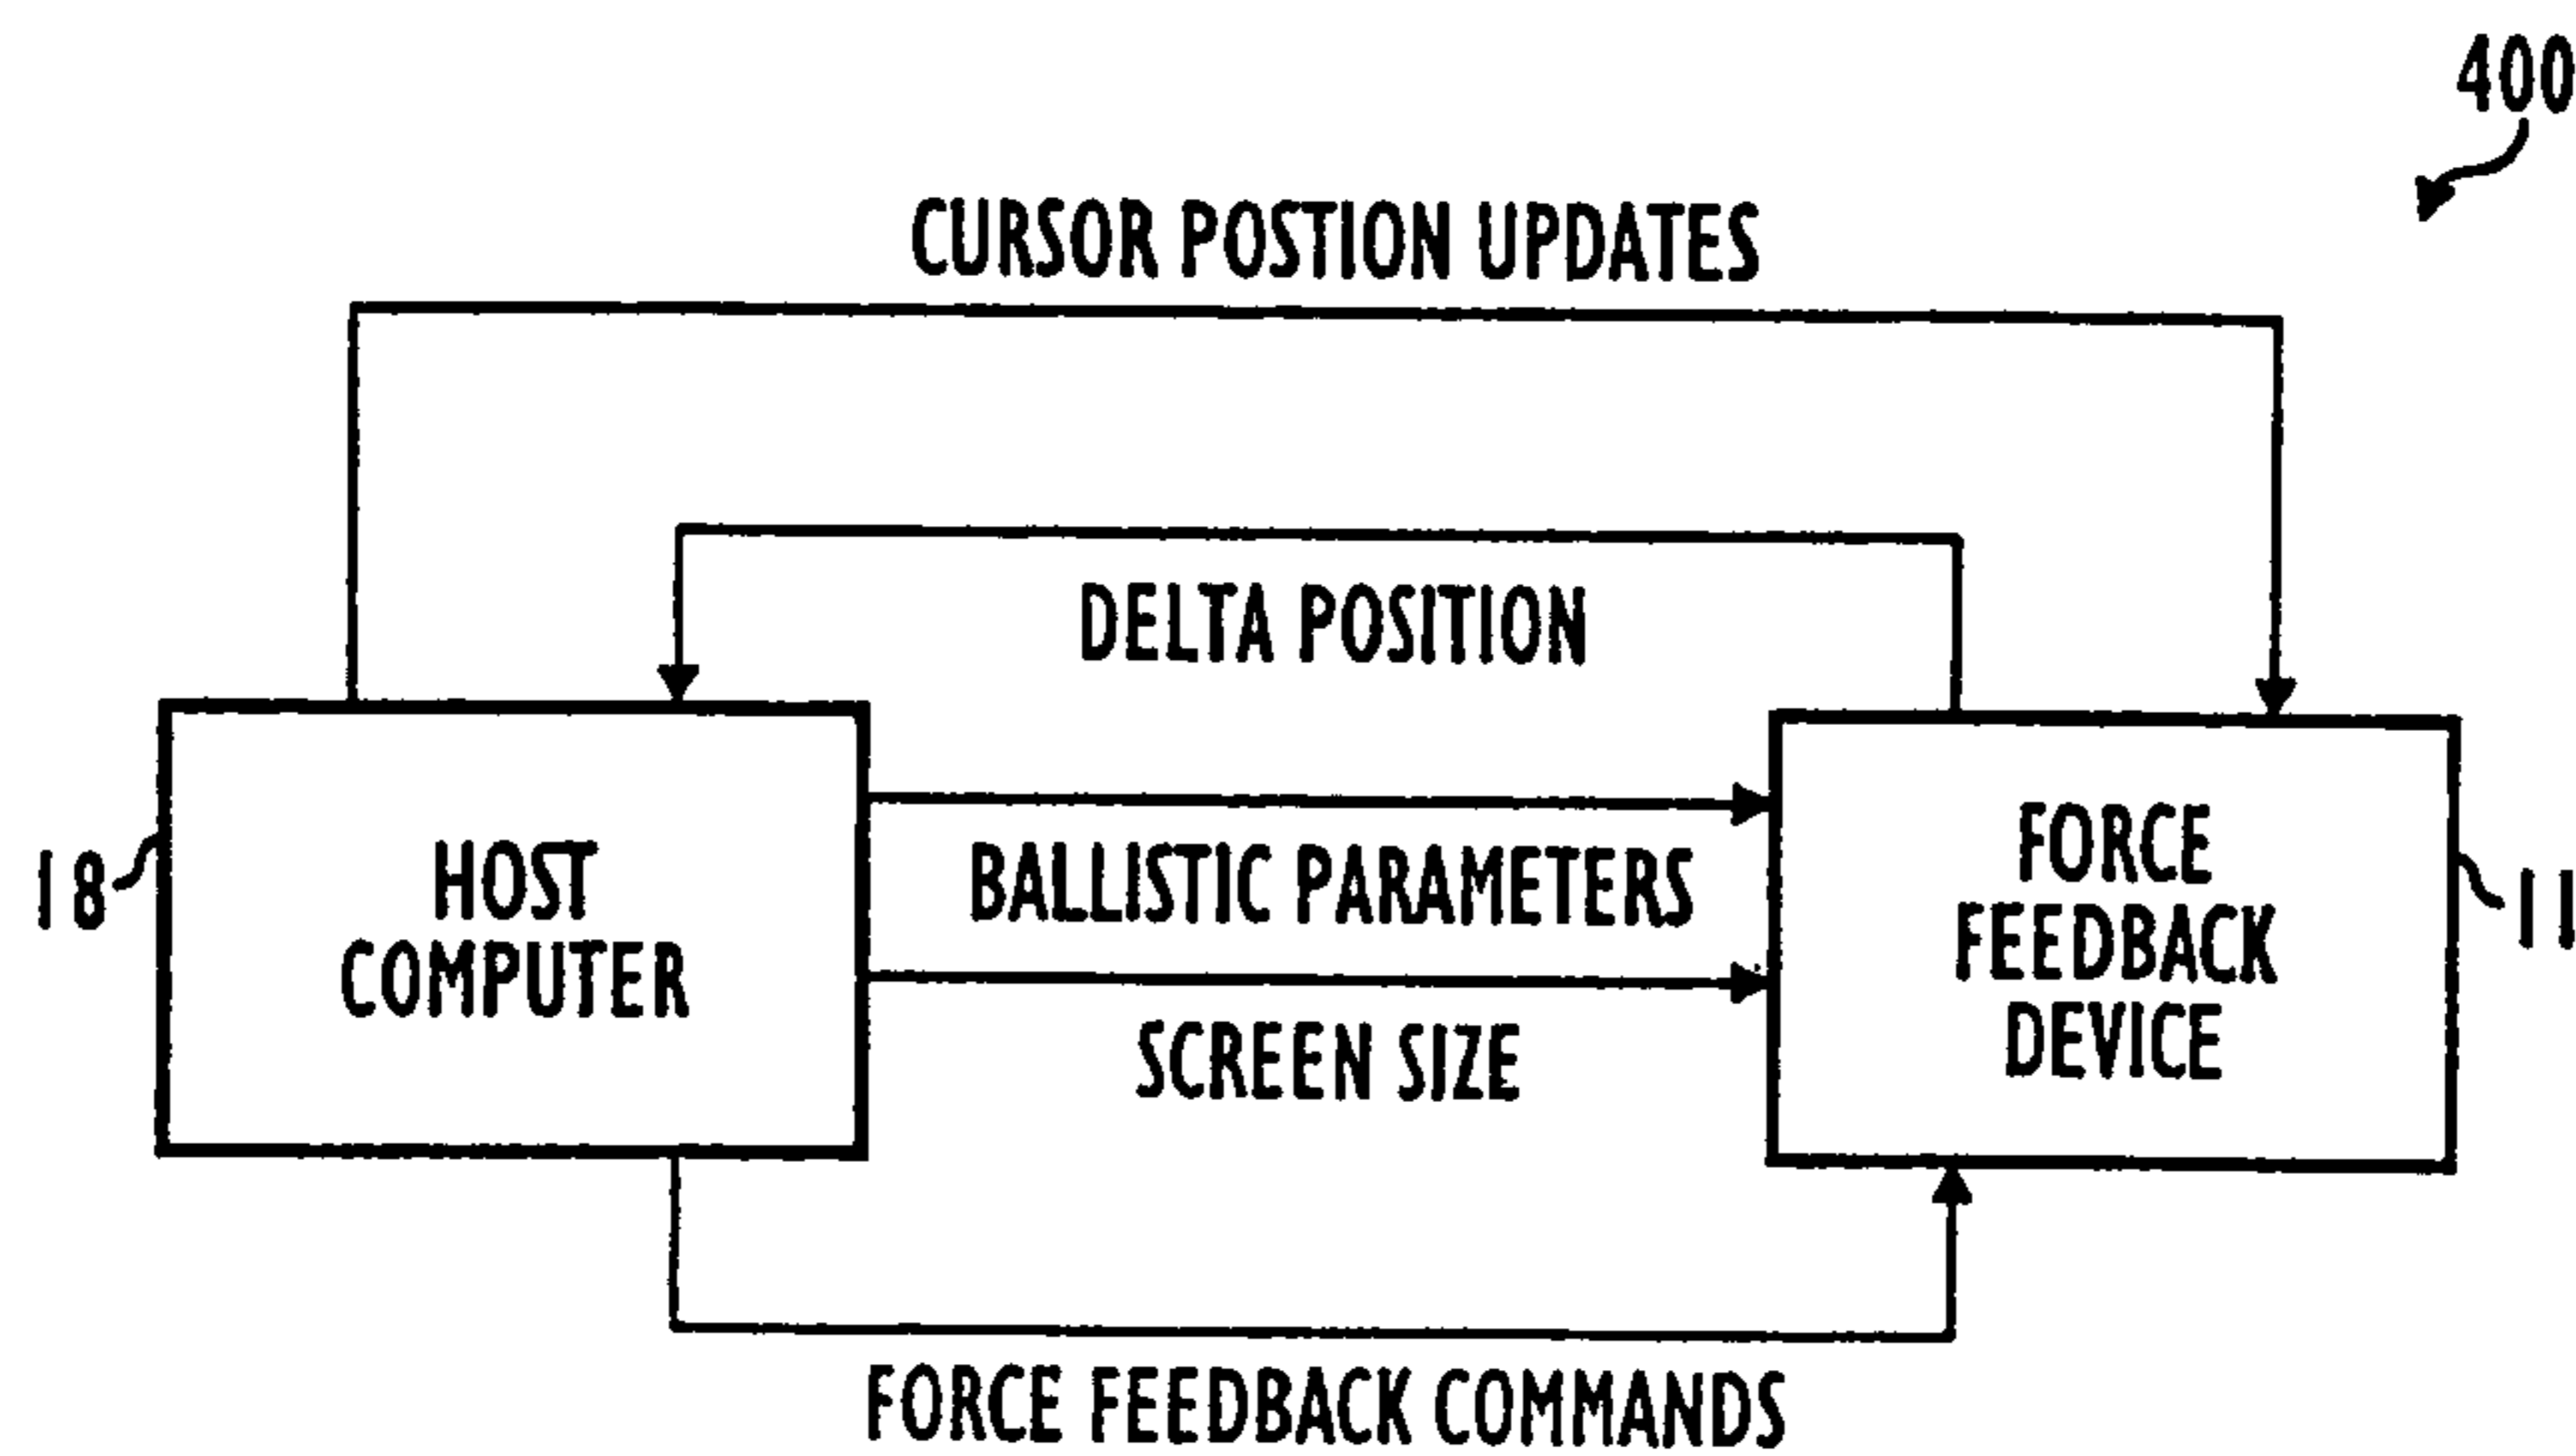 400
CURSOR POSTION UPDATES
DELTA POSITION
18
HOST
COMPUTER
BALLISTIC PARAMETERS
SCREEN SIZE
FORCE
FEEDBACK
DEVICE
11
FORCE FEEDBACK COMMANDS